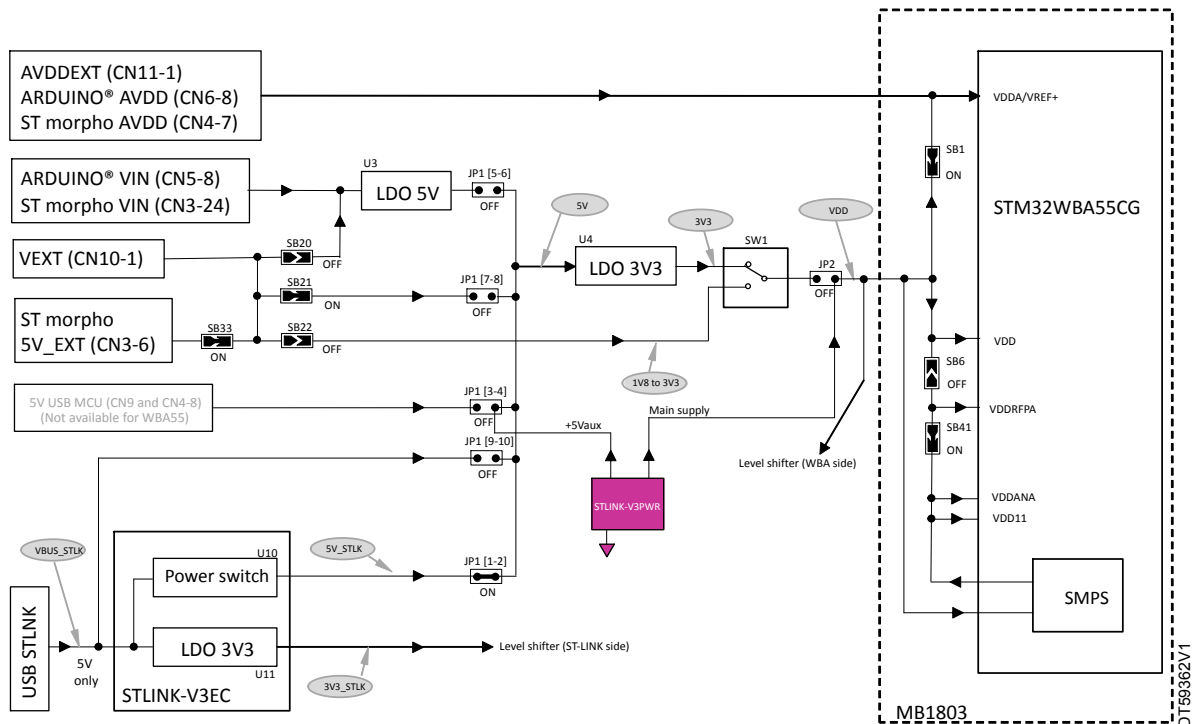 AVDDEXT (CN11-1)
ARDUINO® AVDD (CN6-8)
ST morpho AVDD (CN4-7)
VDDA/VREF+
SB1
ON
STM32WBA55CG
ARDUINO® VIN (CN5-8)
ST morpho VIN (CN3-24)
U3
LDO 5V
JP1 [5-6]
OFF
5V
3V3
VDD
VEXT (CN10-1)
SB20
OFF
U4
LDO 3V3
SW1
JP2
OFF
SB21
ON
JP1 [7-8]
OFF
ST morpho
5V_EXT (CN3-6)
SB33
ON
SB22
OFF
1V8 to 3V3
VDD
SB6
OFF
5V USB MCU (CN9 and CN4-8)
(Not available for WBA55)
JP1 [3-4]
OFF
+5Vaux
Main supply
VDDRFPA
SB41
ON
JP1 [9-10]
OFF
Level shifter (WBA side)
STLINK-V3PWR
VDDANA
VDD11
VBUS_STLK
U10
Power switch
5V_STLK
JP1 [1-2]
ON
SMPS
USB STLNK
5V
only
LDO 3V3
U11
Level shifter (ST-LINK side)
3V3_STLK
STLINK-V3EC
MB1803
DT59362V1